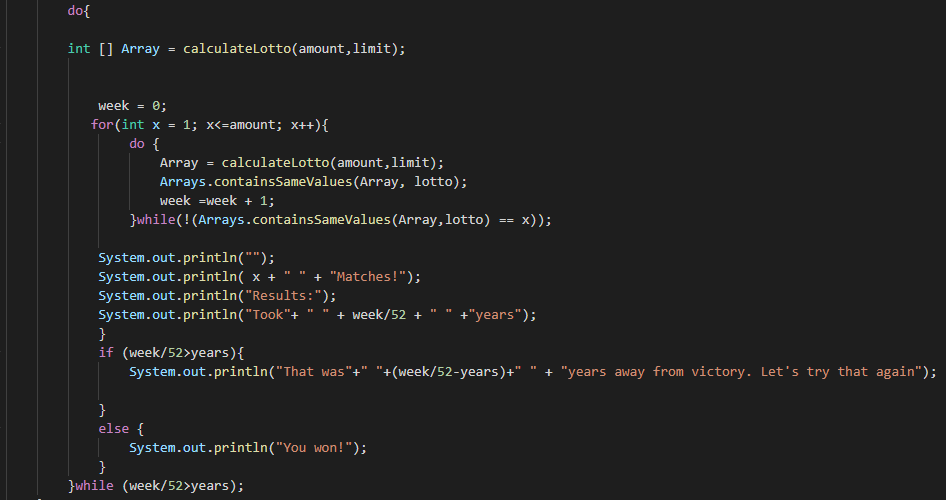 do{
int [] Array = calculateLotto(amount,limit);
week = 0;
for(int x = 1; x<=amount; x++){
do {
Array = calculateLotto(amount,limit);
Arrays.containsSameValues(Array, lotto);
week =week + 1;
}while(!(Arrays.containsSameValues(Array,lotto) == x));
System.out.println("");
System.out.println( x + " " + "Matches!");
System.out.println("Results:");
System.out.println("Took"+ " " + week/52 + " " +"years");
}
if (week/52>years){
System.out.println("That was"+" "+(week/52-years)+" " + "years away from victory. Let's try that again");
}
else {
System.out.println("You won!");
}
}while (week/52>years);